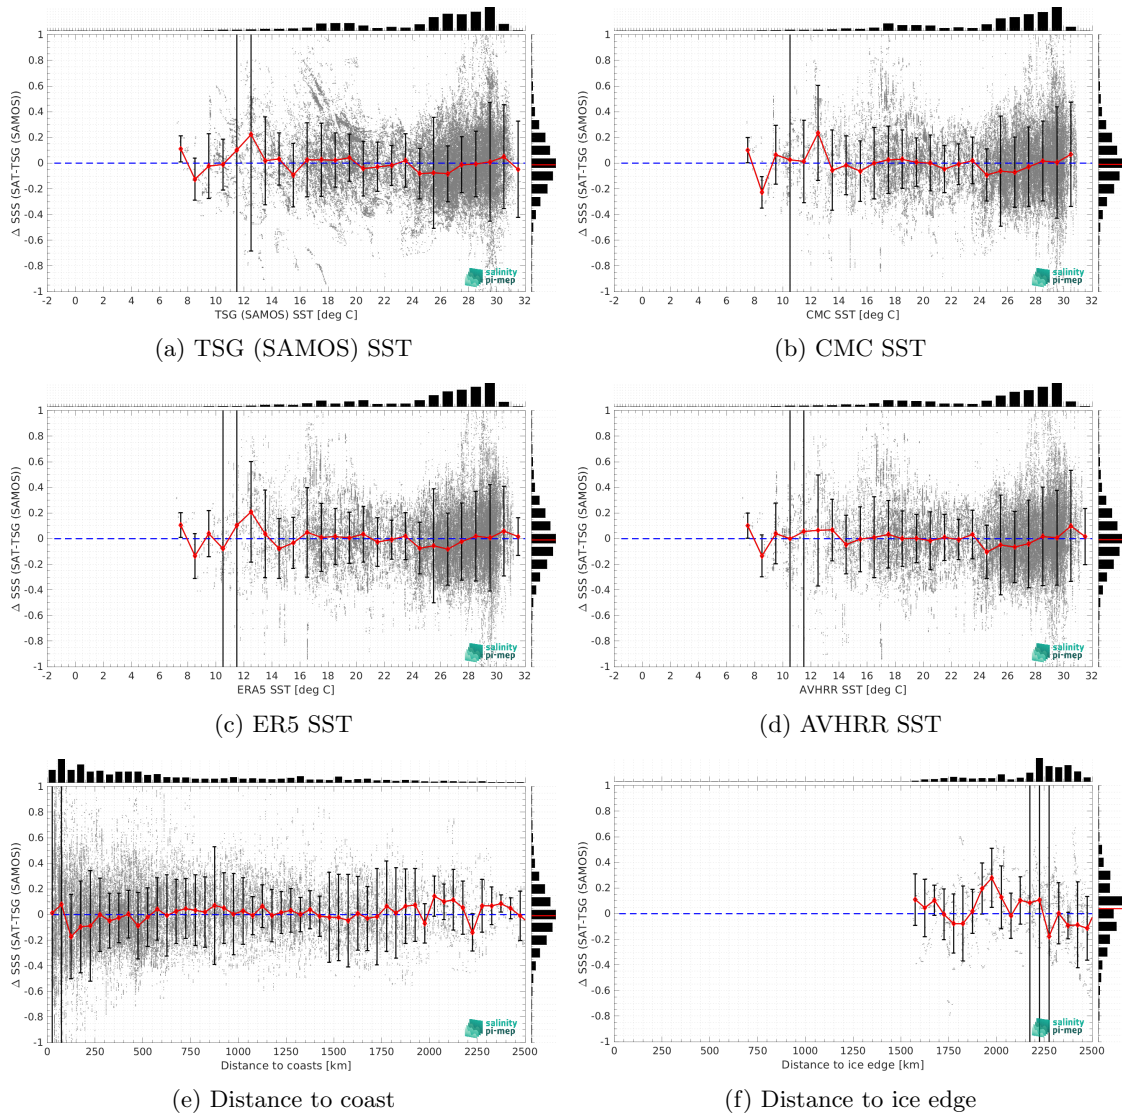 1
0.8
0.6
0.4
0.2
0
-0.2
-0.4
-0.6
-0.8
-1
Δ SSS (SAT-TSG (SAMOS))
-2 0 2 4 6 8 10 12 14 16 18 20 22 24 26 28 30 32
TSG (SAMOS) SST [deg C]
salinity
pi-mep
(a) TSG (SAMOS) SST
1
0.8
0.6
0.4
0.2
0
-0.2
-0.4
-0.6
-0.8
-1
Δ SSS (SAT-TSG (SAMOS))
-2 0 2 4 6 8 10 12 14 16 18 20 22 24 26 28 30 32
CMC SST [deg C]
salinity
pi-mep
(b) CMC SST
1
0.8
0.6
0.4
0.2
0
-0.2
-0.4
-0.6
-0.8
-1
Δ SSS (SAT-TSG (SAMOS))
-2 0 2 4 6 8 10 12 14 16 18 20 22 24 26 28 30 32
ERA5 SST [deg C]
salinity
pi-mep
(c) ER5 SST
1
0.8
0.6
0.4
0.2
0
-0.2
-0.4
-0.6
-0.8
-1
Δ SSS (SAT-TSG (SAMOS))
-2 0 2 4 6 8 10 12 14 16 18 20 22 24 26 28 30 32
AVHRR SST [deg C]
salinity
pi-mep
(d) AVHRR SST
1
0.8
0.6
0.4
0.2
0
-0.2
-0.4
-0.6
-0.8
-1
Δ SSS (SAT-TSG (SAMOS))
0 250 500 750 1000 1250 1500 1750 2000 2250 2500
Distance to coasts [km]
salinity
pi-mep
(e) Distance to coast
1
0.8
0.6
0.4
0.2
0
-0.2
-0.4
-0.6
-0.8
-1
Δ SSS (SAT-TSG (SAMOS))
0 250 500 750 1000 1250 1500 1750 2000 2250 2500
Distance to ice edge [km]
salinity
pi-mep
(f) Distance to ice edge